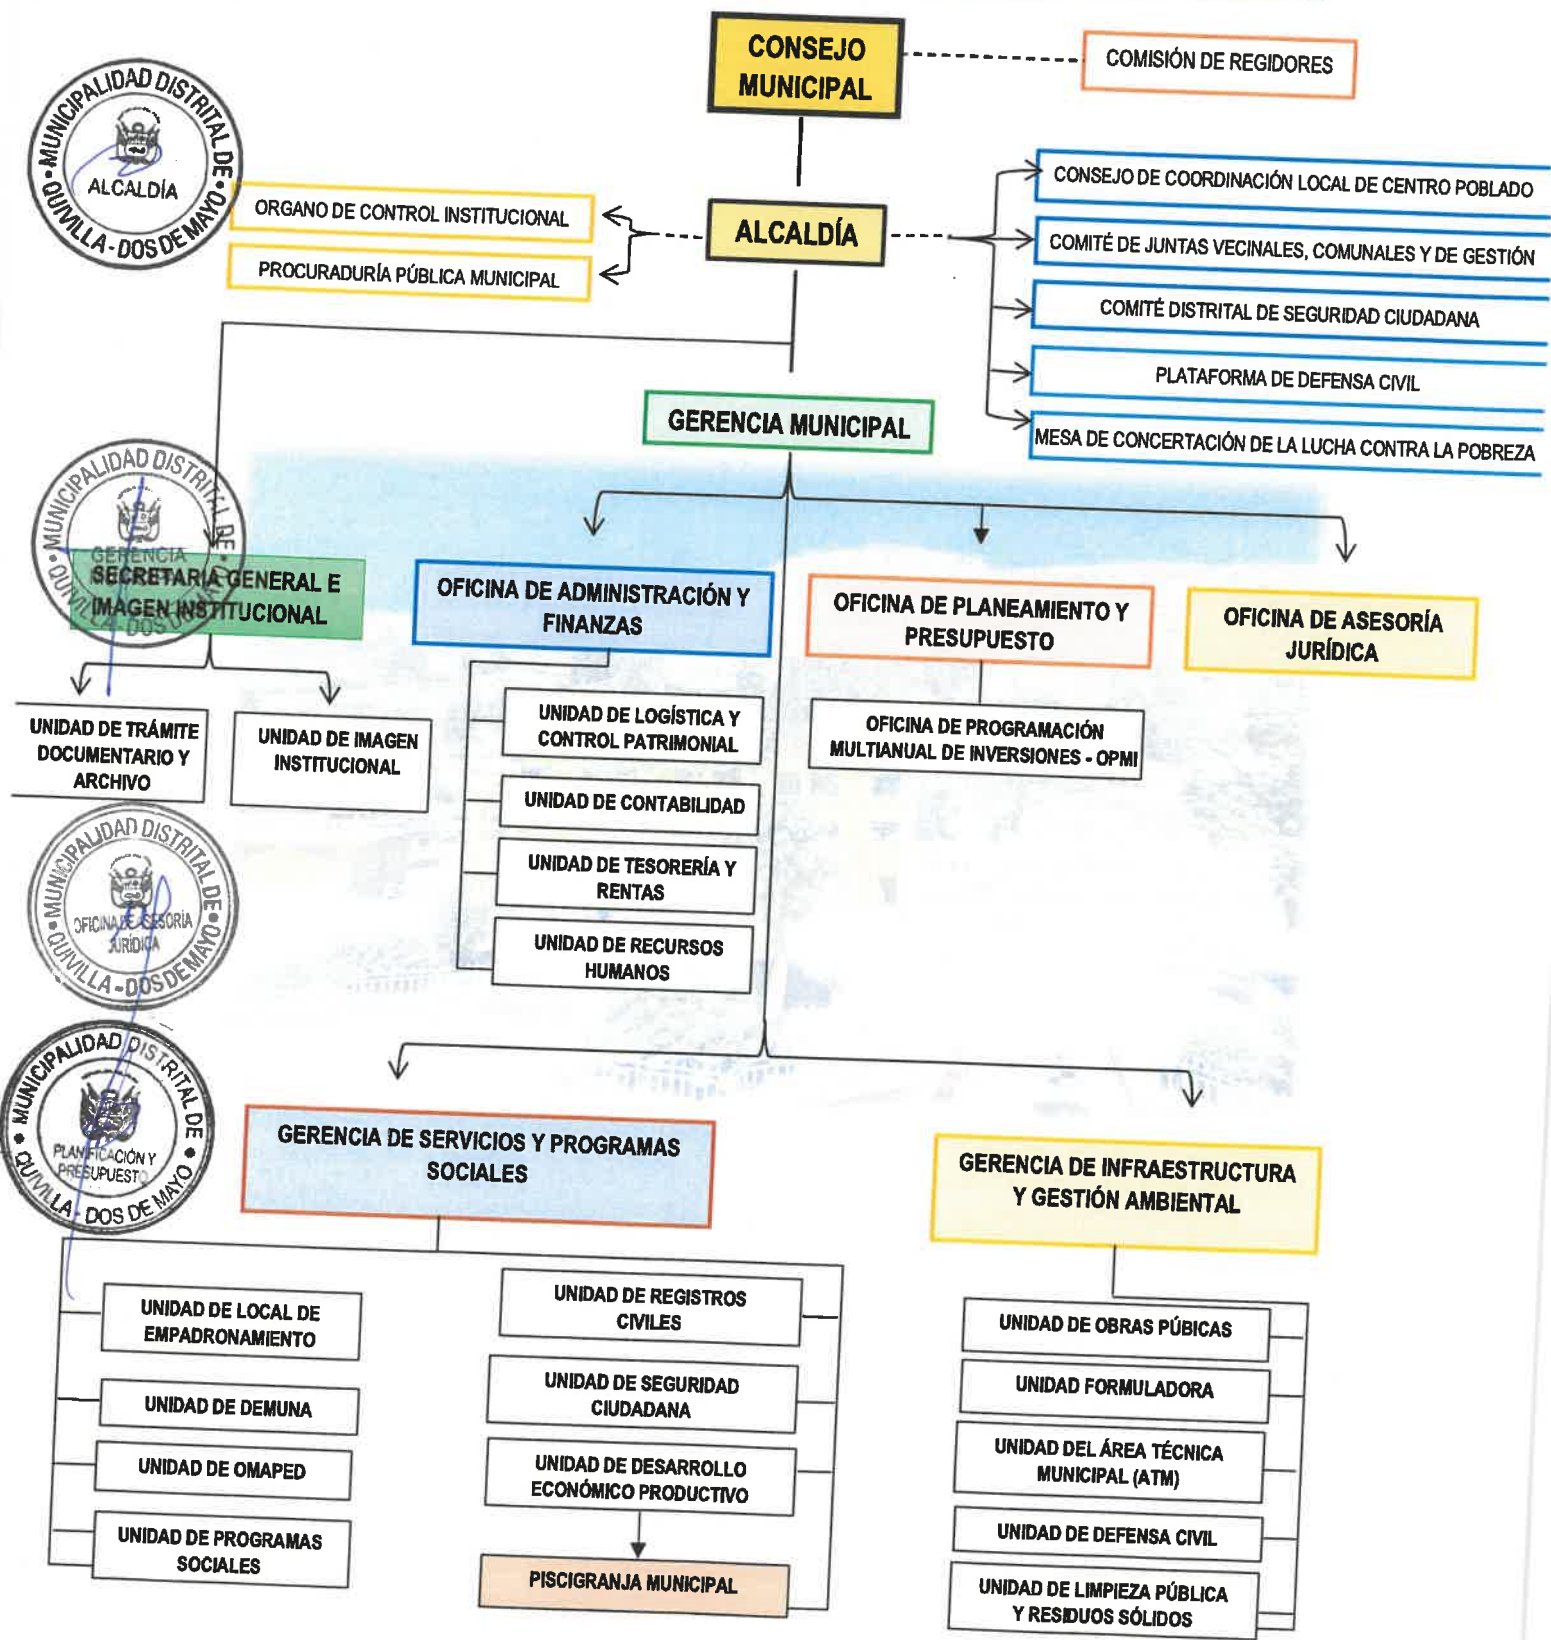 CONSEJO
MUNICIPAL
COMISIÓN DE REGIDORES
MUNICIPALIDAD DISTRITAL DE
QUIVILLA - DOS DE MAYO
ALCALDÍA
ORGANO DE CONTROL INSTITUCIONAL
PROCURADURÍA PÚBLICA MUNICIPAL
ALCALDÍA
CONSEJO DE COORDINACIÓN LOCAL DE CENTRO POBLADO
COMITÉ DE JUNTAS VECINALES, COMUNALES Y DE GESTIÓN
COMITÉ DISTRITAL DE SEGURIDAD CIUDADANA
PLATAFORMA DE DEFENSA CIVIL
MESA DE CONCERTACIÓN DE LA LUCHA CONTRA LA POBREZA
GERENCIA MUNICIPAL
MUNICIPALIDAD DISTRITAL DE
GERENCIA
SECRETARIA GENERAL E
IMAGEN INSTITUCIONAL
OFICINA DE ADMINISTRACIÓN Y
FINANZAS
OFICINA DE PLANEAMIENTO Y
PRESUPUESTO
OFICINA DE ASESORÍA
JURÍDICA
UNIDAD DE TRÁMITE
DOCUMENTARIO Y
ARCHIVO
UNIDAD DE IMAGEN
INSTITUCIONAL
UNIDAD DE LOGÍSTICA Y
CONTROL PATRIMONIAL
UNIDAD DE CONTABILIDAD
UNIDAD DE TESORERÍA Y
RENTAS
UNIDAD DE RECURSOS
HUMANOS
OFICINA DE PROGRAMACIÓN
MULTIANUAL DE INVERSIONES - OPMI
MUNICIPALIDAD DISTRITAL DE
QUIVILLA - DOS DE MAYO
OFICINA DE ASESORÍA
JURÍDICA
MUNICIPALIDAD DISTRITAL DE
QUIVILLA - DOS DE MAYO
PLANIFICACIÓN Y
PRESUPUESTO
GERENCIA DE SERVICIOS Y PROGRAMAS
SOCIALES
GERENCIA DE INFRAESTRUCTURA
Y GESTIÓN AMBIENTAL
UNIDAD DE LOCAL DE
EMPADRONAMIENTO
UNIDAD DE DEMUNA
UNIDAD DE OMAPED
UNIDAD DE PROGRAMAS
SOCIALES
UNIDAD DE REGISTROS
CIVILES
UNIDAD DE SEGURIDAD
CIUDADANA
UNIDAD DE DESARROLLO
ECONÓMICO PRODUCTIVO
PISCIGRANJA MUNICIPAL
UNIDAD DE OBRAS PÚBICAS
UNIDAD FORMULADORA
UNIDAD DEL ÁREA TÉCNICA
MUNICIPAL (ATM)
UNIDAD DE DEFENSA CIVIL
UNIDAD DE LIMPIEZA PÚBLICA
Y RESIDUOS SÓLIDOS